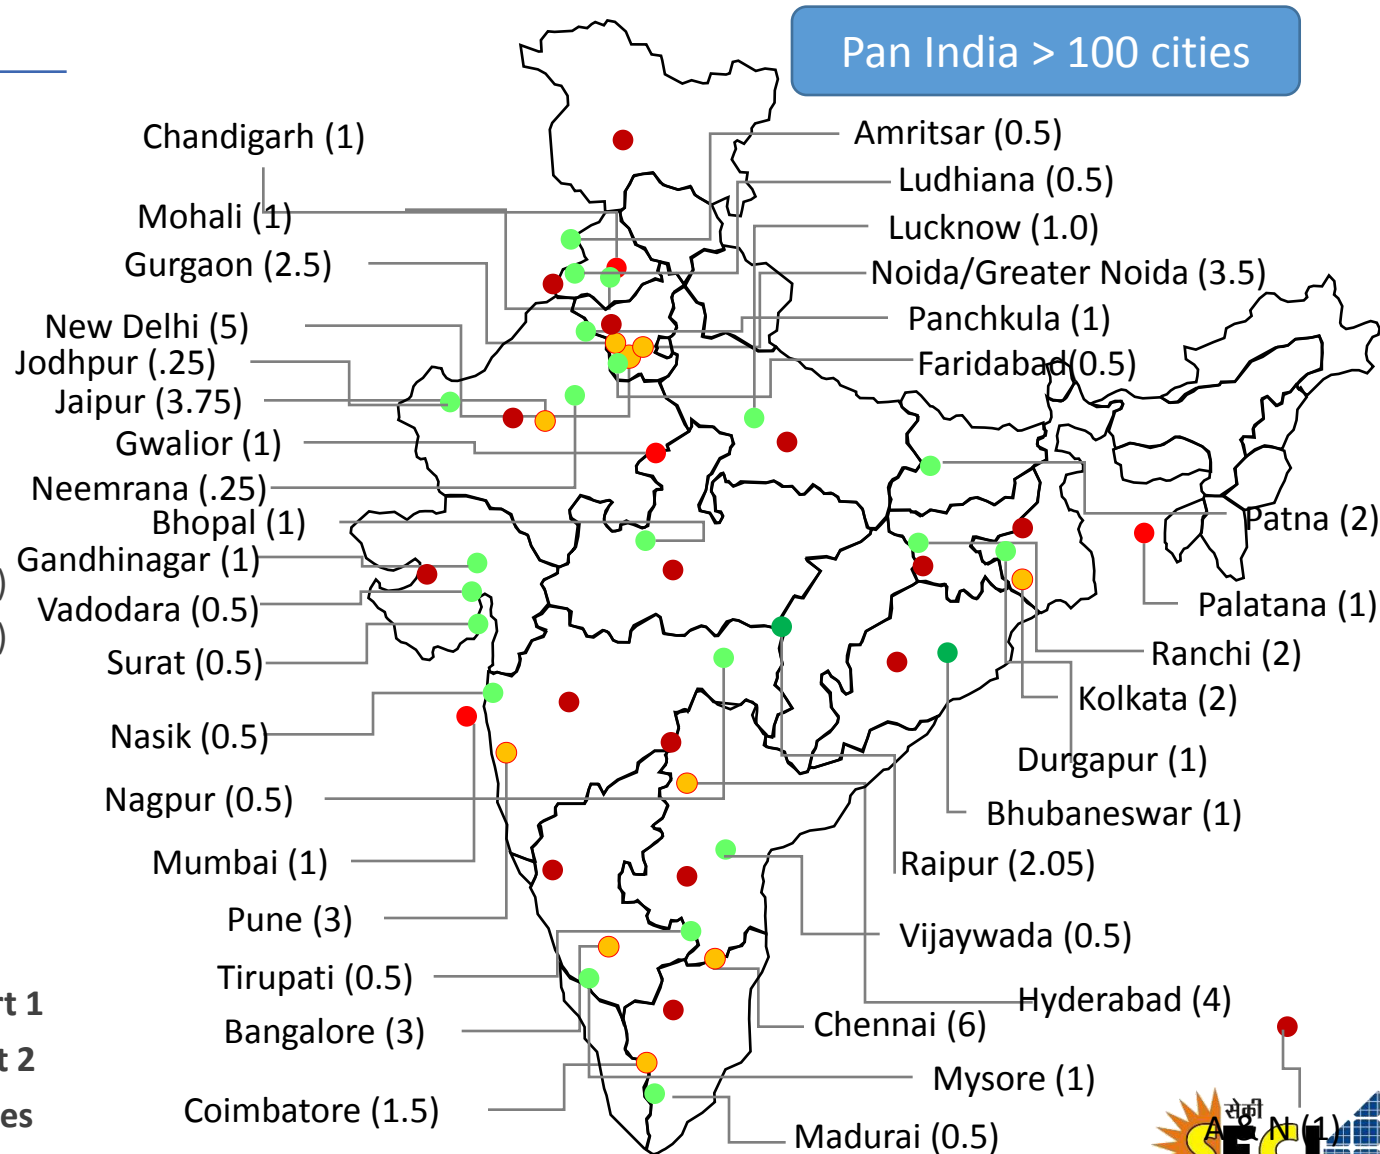 Pan India > 100 cities
Chandigarh (1)
Mohali (1)
Gurgaon (2.5)
New Delhi (5)
Jodhpur (.25)
Jaipur (3.75)
Gwalior (1)
Neemrana (.25)
Bhopal (1)
Gandhinagar (1)
)
Vadodara (0.5)
)
Surat (0.5)
Nasik (0.5)
Nagpur (0.5)
Mumbai (1)
Pune (3)
Tirupati (0.5)
rt 1
Bangalore (3)
t 2
Coimbatore (1.5)
es
Amritsar (0.5)
Ludhiana (0.5)
Lucknow (1.0)
Noida/Greater Noida (3.5)
Panchkula (1)
Faridabad(0.5)
Patna (2)
Palatana (1)
Ranchi (2)
Kolkata (2)
Durgapur (1)
Bhubaneswar (1)
Raipur (2.05)
Vijaywada (0.5)
Hyderabad (4)
Chennai (6)
Mysore (1)
Madurai (0.5)
सेकी
A & N (1)
SECI